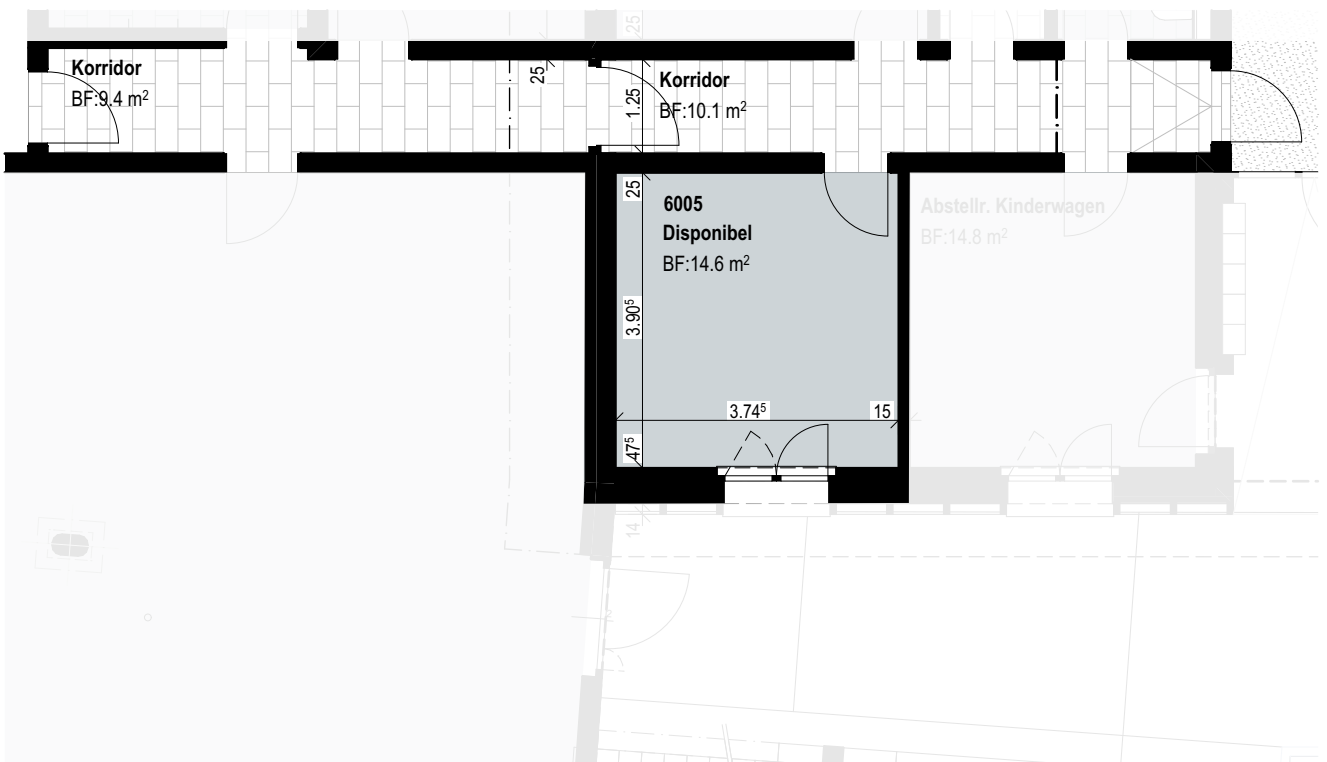 25
Korridor
BF:9.4 m²
25
1.25
Korridor
BF:10.1 m²
25
6005
Disponibel
BF:14.6 m²
Abstellr. Kinderwagen
BF:14.8 m²
3.90⁵
3.74⁵
15
47⁵
14